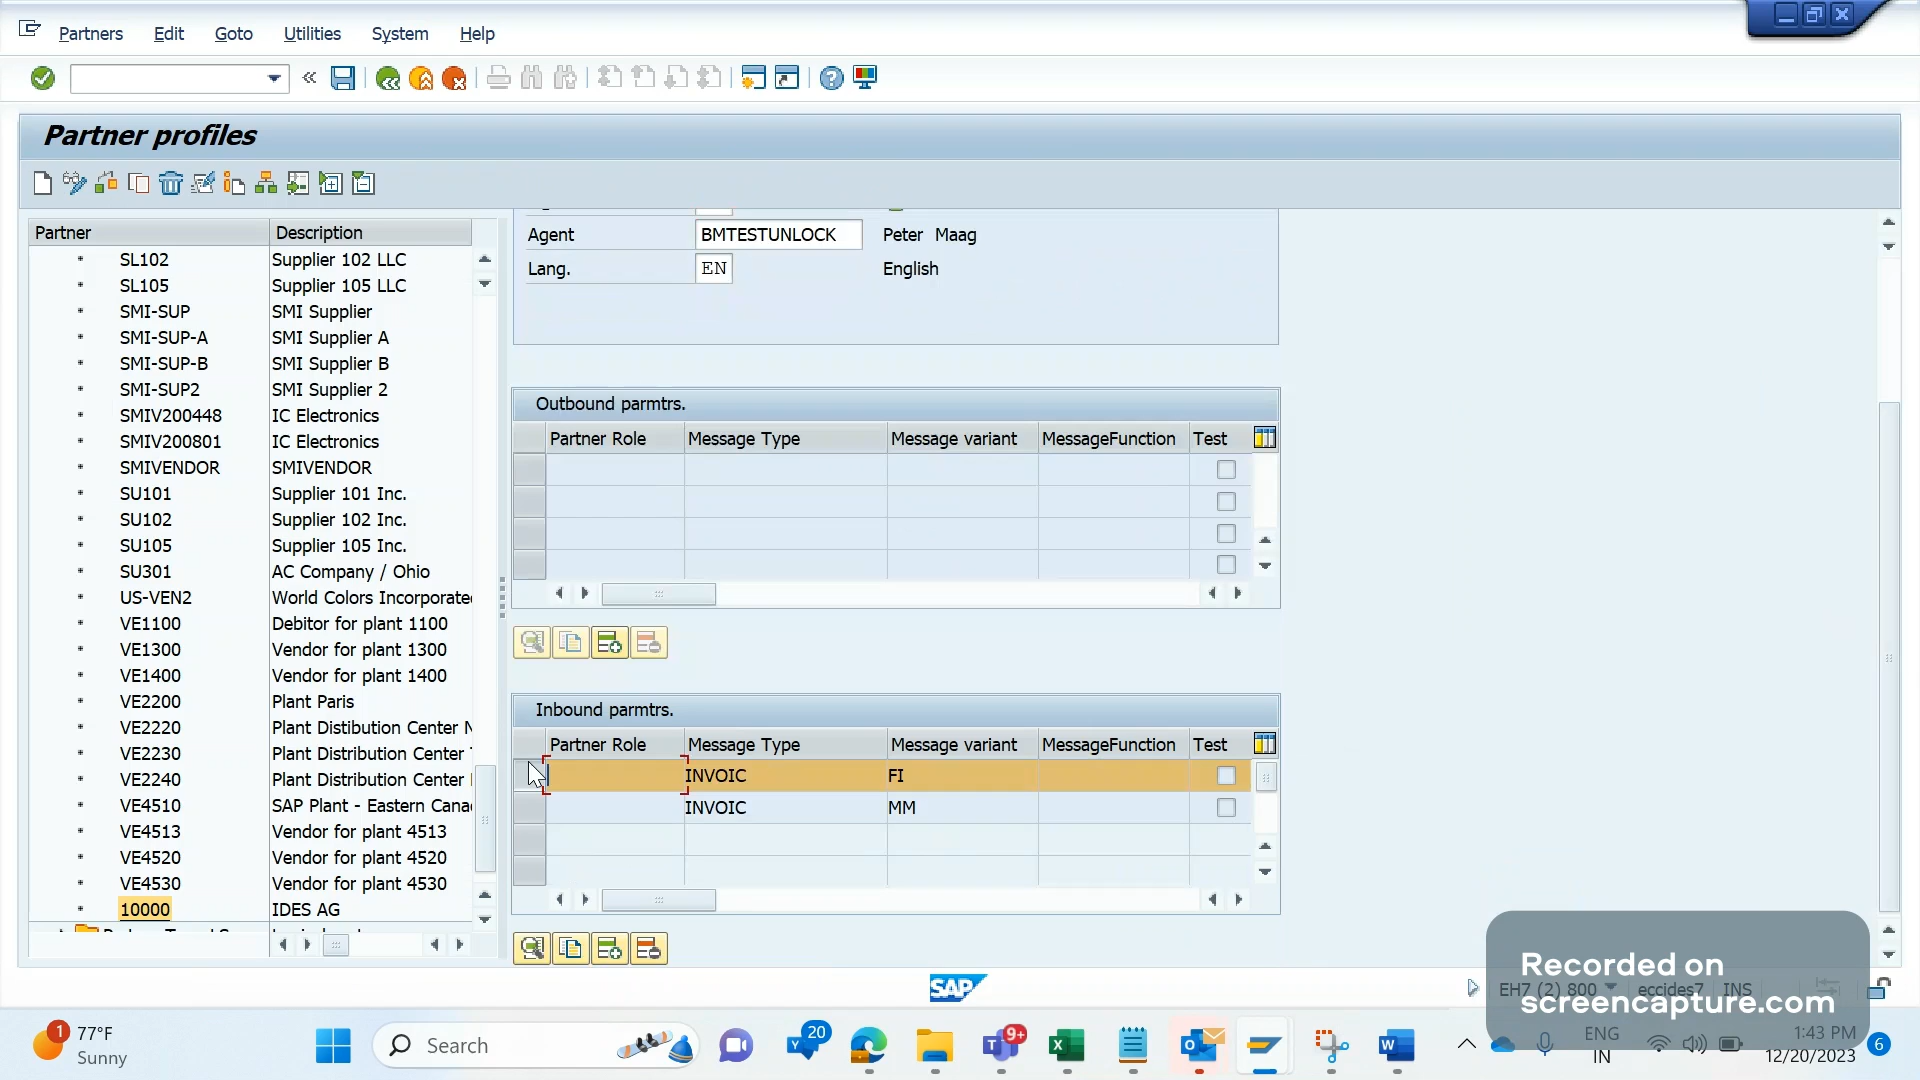 Partners Edit Goto Utilities System Help
Partner profiles
Partner Description
SL102 Supplier 102 LLC
SL105 Supplier 105 LLC
SMI-SUP SMI Supplier
SMI-SUP-A SMI Supplier A
SMI-SUP-B SMI Supplier B
SMI-SUP2 SMI Supplier 2
SMIV200448 IC Electronics
SMIV200801 IC Electronics
SMIVENDOR SMIVENDOR
SU101 Supplier 101 Inc.
SU102 Supplier 102 Inc.
SU105 Supplier 105 Inc.
SU301 AC Company / Ohio
US-VEN2 World Colors Incorporate
VE1100 Debitor for plant 1100
VE1300 Vendor for plant 1300
VE1400 Vendor for plant 1400
VE2200 Plant Paris
VE2220 Plant Distibution Center N
VE2230 Plant Distribution Center
VE2240 Plant Distribution Center
VE4510 SAP Plant - Eastern Cana
VE4513 Vendor for plant 4513
VE4520 Vendor for plant 4520
VE4530 Vendor for plant 4530
10000 IDES AG
Agent BMTESTUNLOCK Peter Maag
Lang. EN English
Outbound parmtrs.
Partner Role Message Type Message variant MessageFunction Test
Inbound parmtrs.
Partner Role Message Type Message variant MessageFunction Test
INVOIC FI
INVOIC MM
SAP
EH7 (2) 800 eccides7 INS
Recorded on
screencapture.com
1 77°F
Sunny
Search
20
9+
ENG
IN
1:43 PM
12/20/2023
6